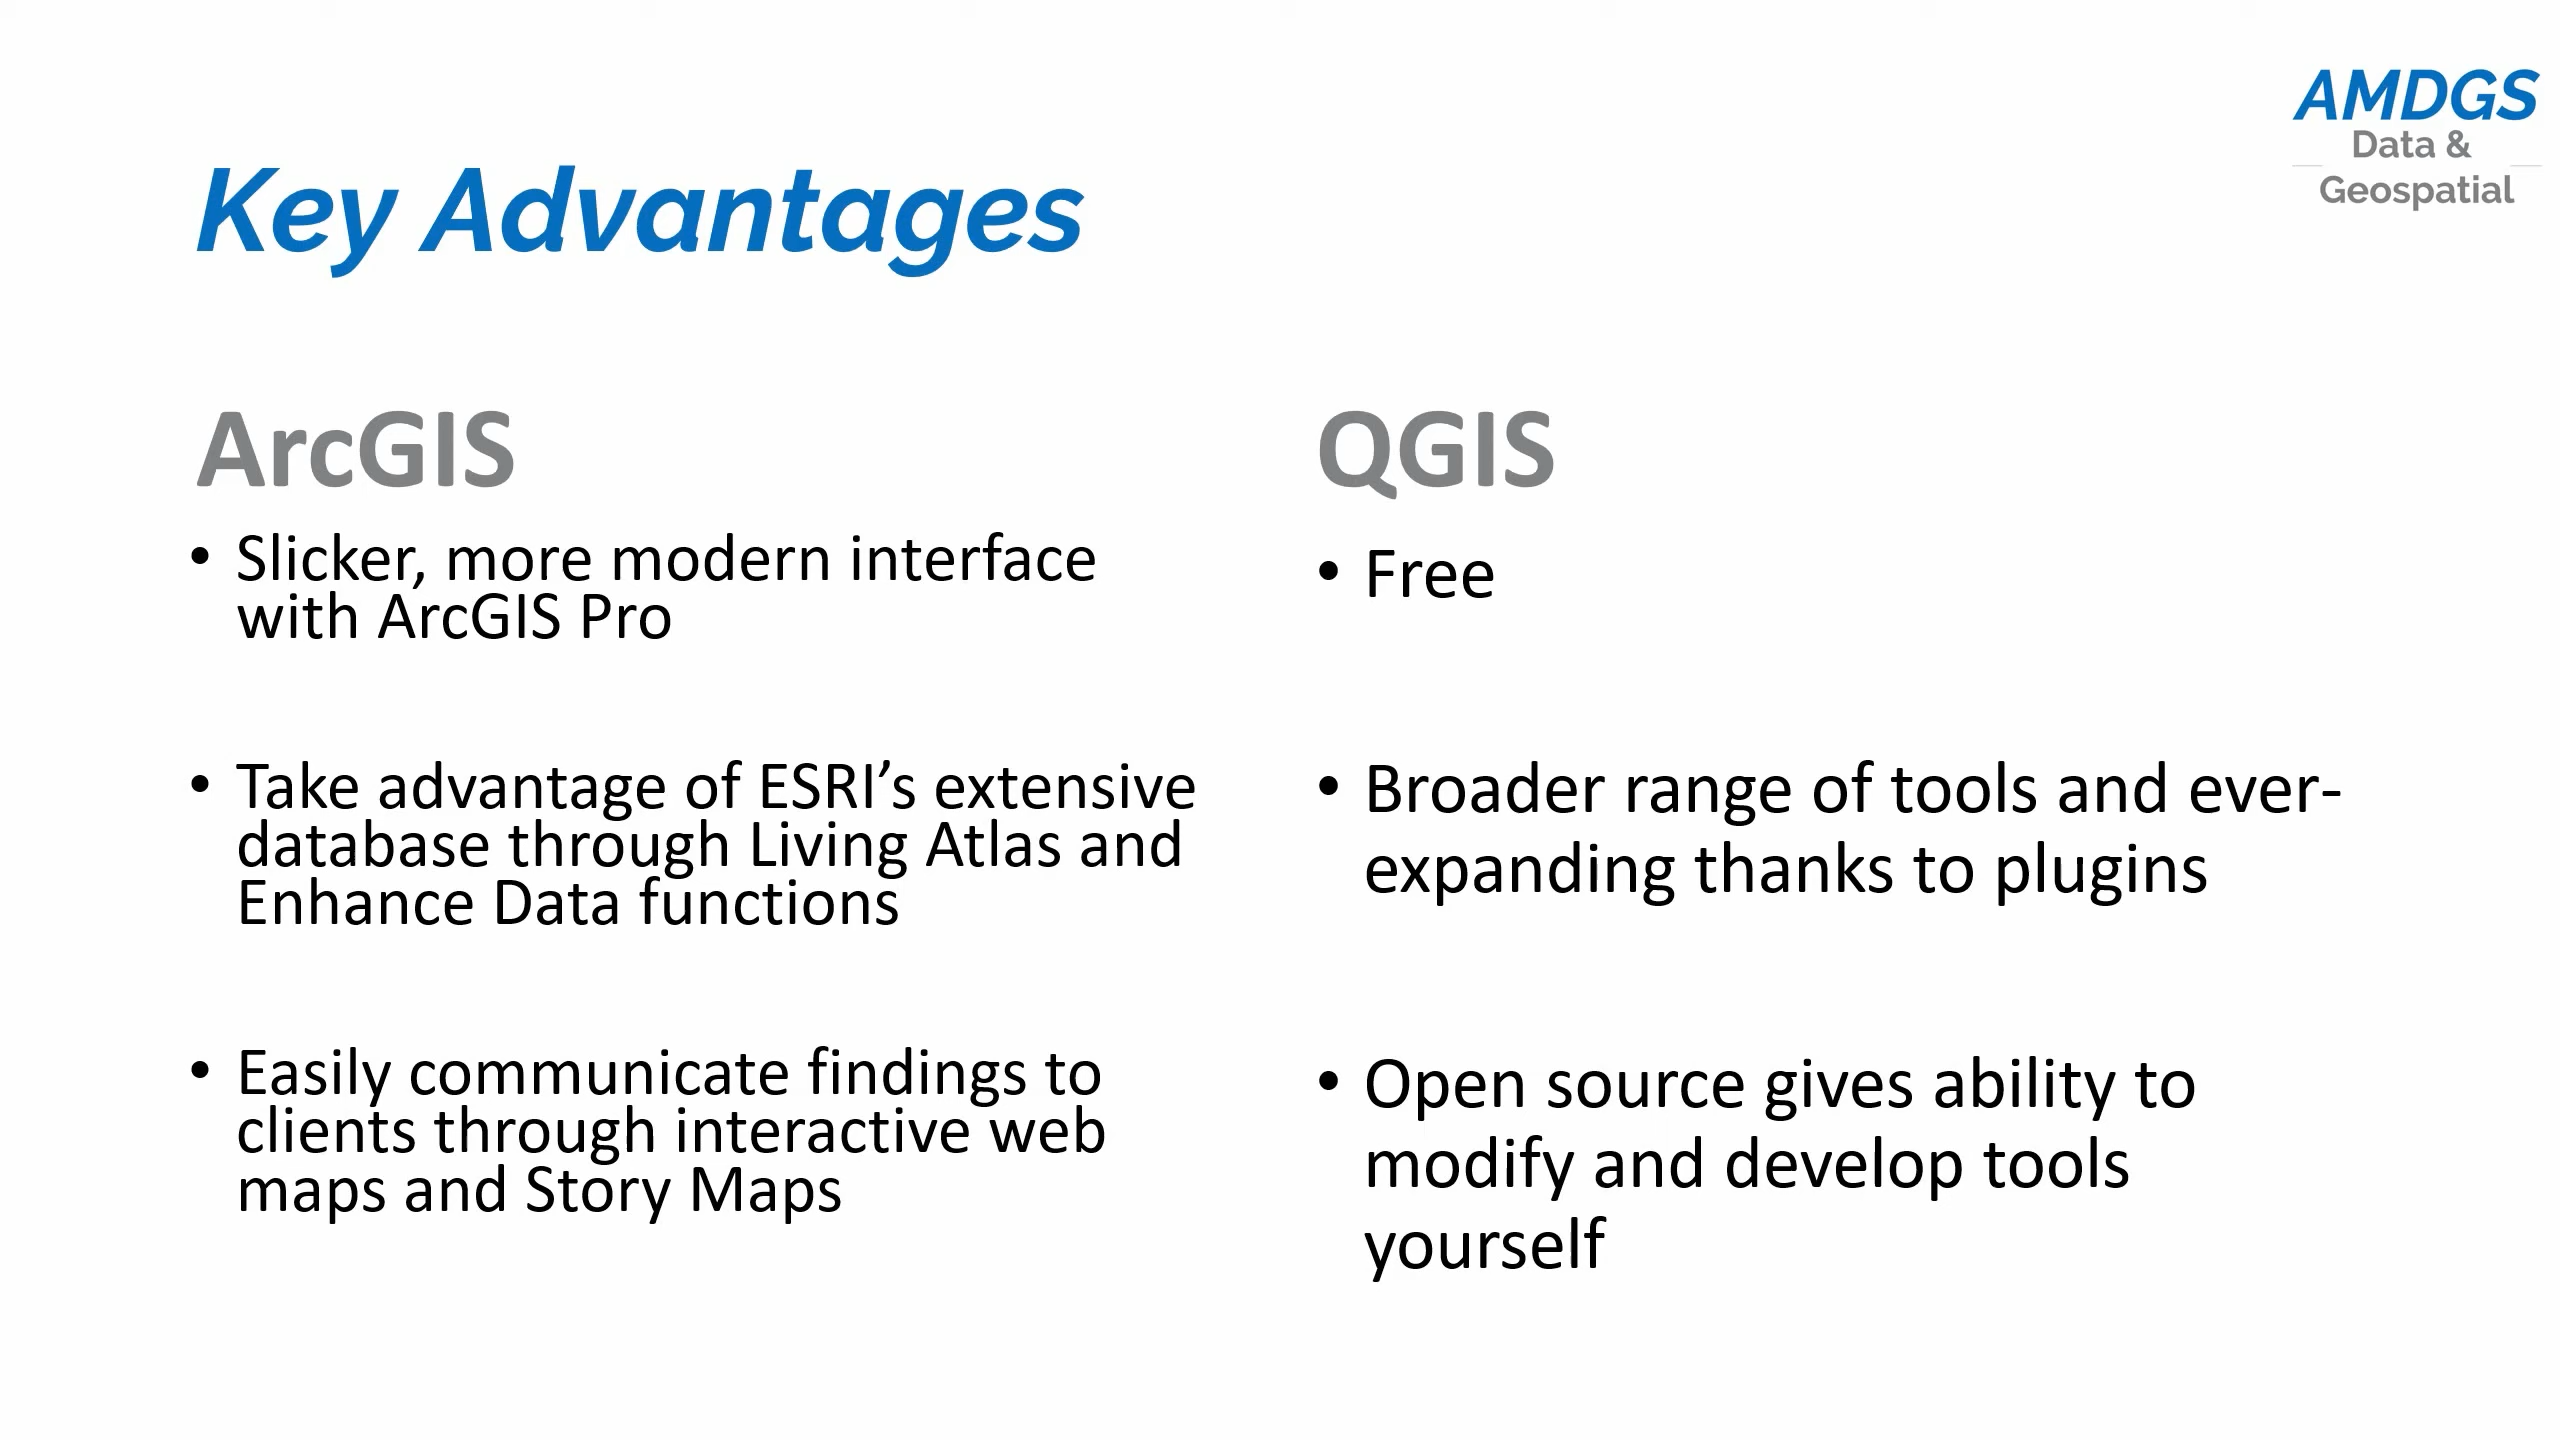 AMDGS
Data &
Geospatial
Key Advantages
ArcGIS
• Slicker, more modern interface
with ArcGIS Pro
• Take advantage of ESRI’s extensive
database through Living Atlas and
Enhance Data functions
• Easily communicate findings to
clients through interactive web
maps and Story Maps
QGIS
• Free
• Broader range of tools and ever-
expanding thanks to plugins
• Open source gives ability to
modify and develop tools
yourself